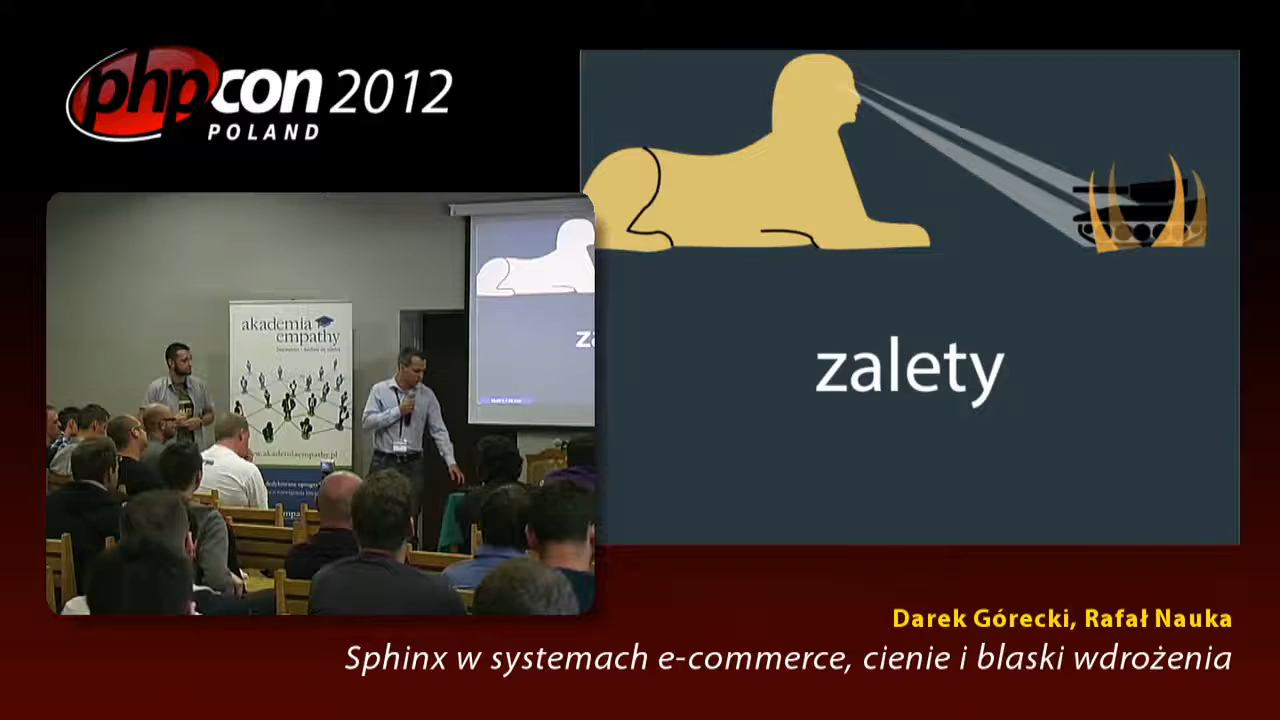 phpcon 2012
POLAND
zalety
akademia
empathy
www.akademiaempathy.pl
Darek Górecki, Rafał Nauka
Sphinx w systemach e-commerce, cienie i blaski wdrożenia